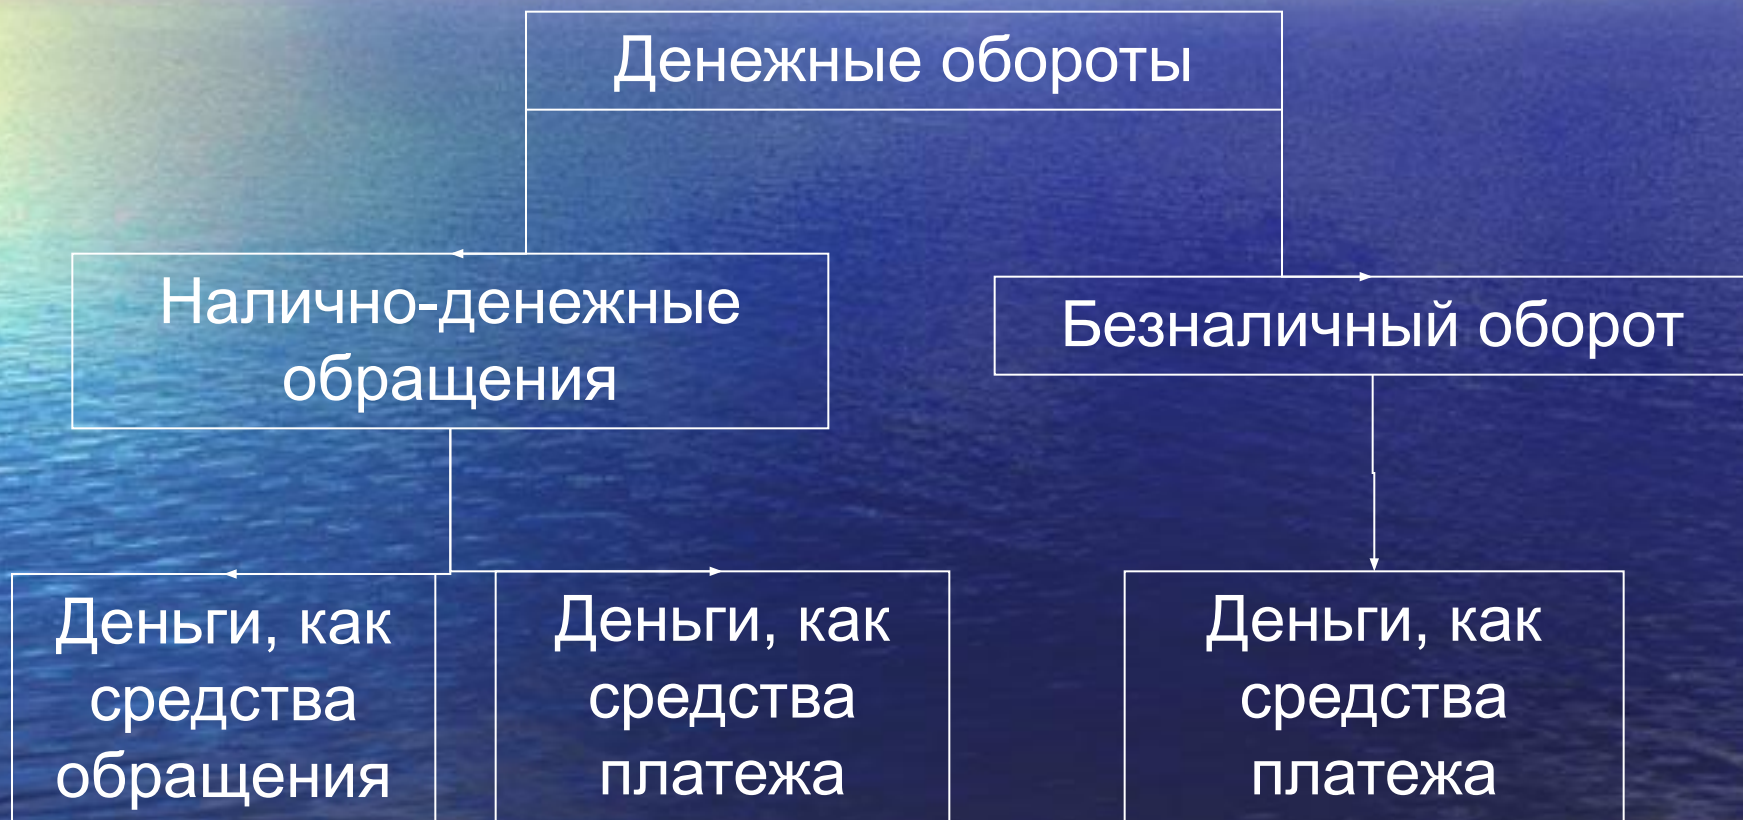 Денежные обороты
Налично-денежные
обращения
Безналичный оборот
Деньги, как
средства
обращения
Деньги, как
средства
платежа
Деньги, как
средства
платежа